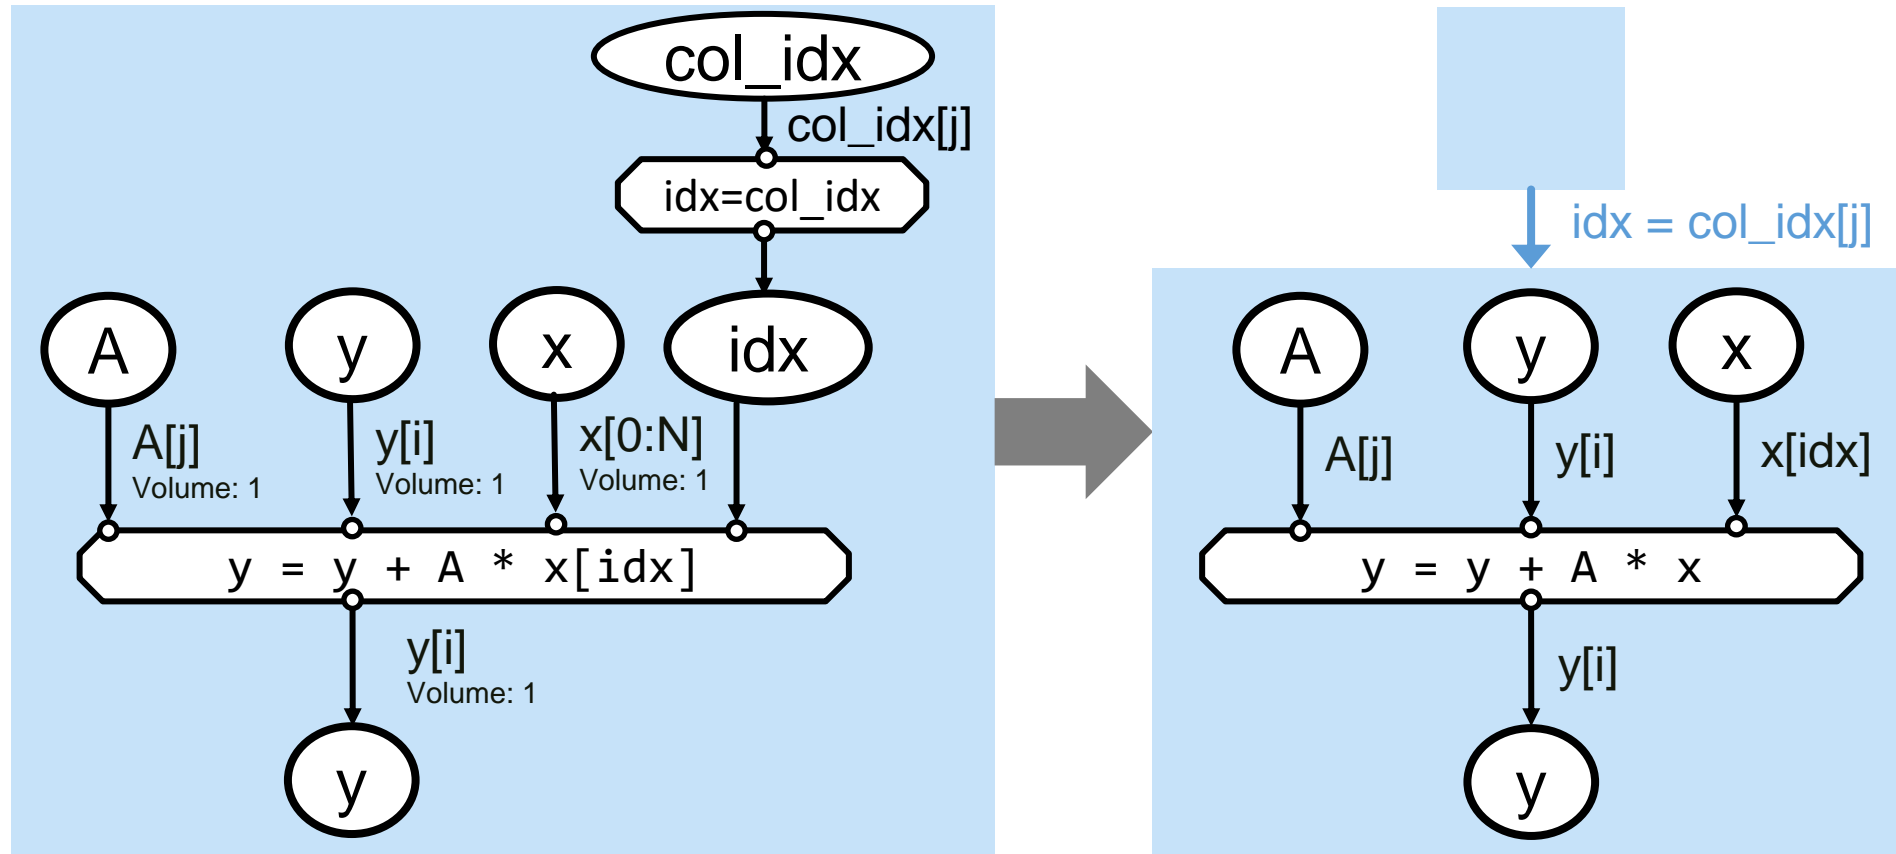 col_idx
col_idx[j]
idx=col_idx
A
y
x
idx
A[j]
Volume: 1
y[i]
Volume: 1
x[0:N]
Volume: 1
y = y + A * x[idx]
y[i]
Volume: 1
y
idx = col_idx[j]
A
y
x
A[j]
y[i]
x[idx]
y = y + A * x
y[i]
y